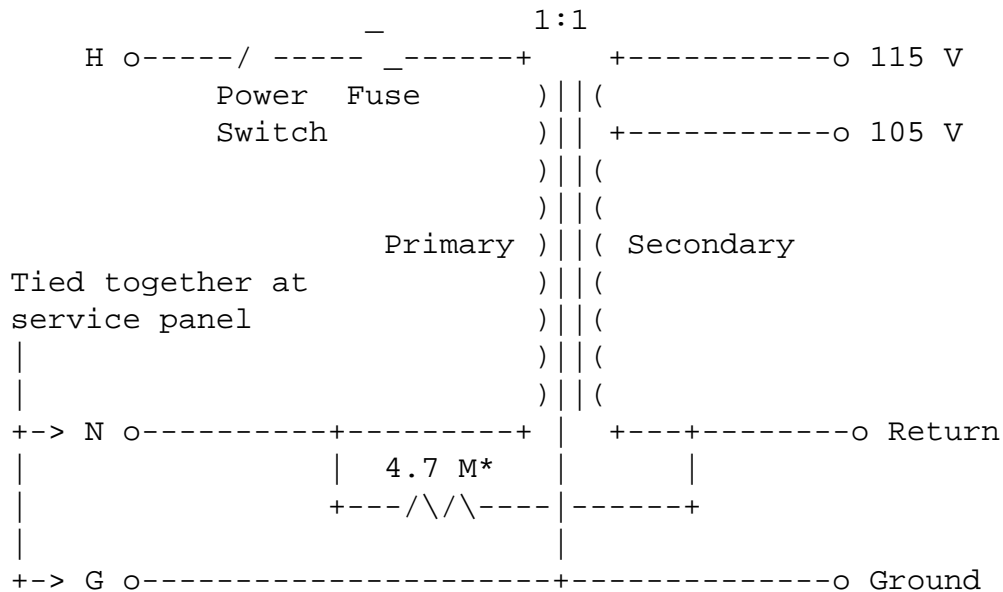 1:1
H 115 V
Power Fuse
Switch 105 V
Primary Secondary
Tied together at
service panel
N Return
4.7 M*
G Ground